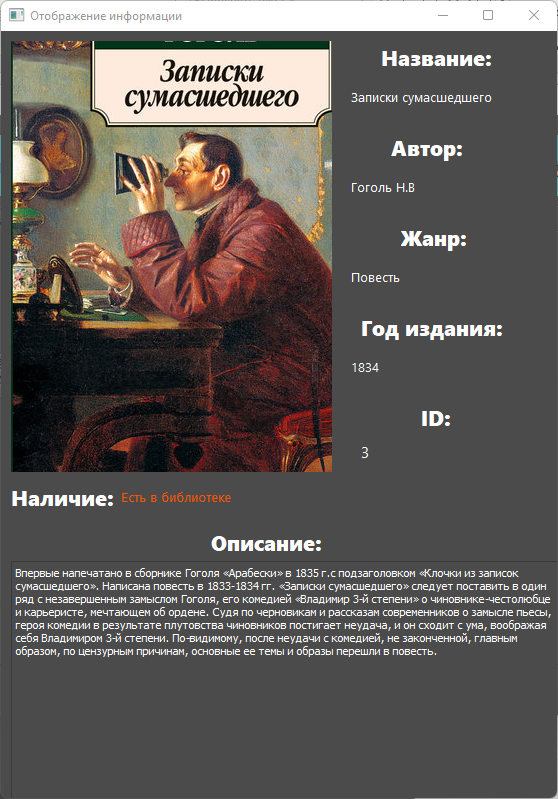 Отображение информации
ГОГОЛЬ
Записки
сумасшедшего
Название:
Записки сумасшедшего
Автор:
Гоголь Н.В
Жанр:
Повесть
Год издания:
1834
ID:
3
Наличие: Есть в библиотеке
Описание:
Впервые напечатано в сборнике Гоголя «Арабески» в 1835 г.с подзаголовком «Клочки из записок
сумасшедшего». Написана повесть в 1833-1834 гг. «Записки сумасшедшего» следует поставить в один
ряд с незавершенным замыслом Гоголя, его комедией «Владимир 3-й степени» о чиновнике-честолюбце
и карьеристе, мечтающем об ордене. Судя по черновикам и рассказам современников о замысле пьесы,
героя комедии в результате плутовства чиновников постигает неудача, и он сходит с ума, воображая
себя Владимиром 3-й степени. По-видимому, после неудачи с комедией, не законченной, главным
образом, по цензурным причинам, основные ее темы и образы перешли в повесть.